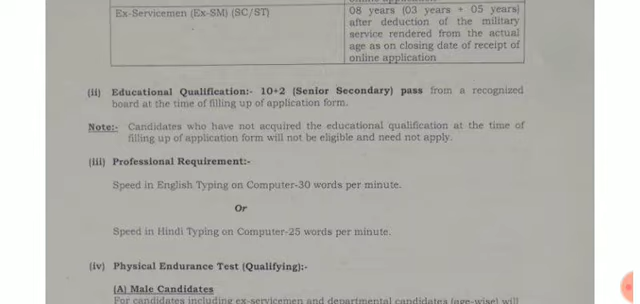 Ex-Servicemen (Ex-SM) (SC/ST)
08 years (03 years + 05 years)
after deduction of the military
service rendered from the actual
age as on closing date of receipt of
online application
(ii) Educational Qualification:- 10+2 (Senior Secondary) pass from a recognized
board at the time of filling up of application form.
Note:- Candidates who have not acquired the educational qualification at the time of
filling up of application form will not be eligible and need not apply.
(iii) Professional Requirement:-
Speed in English Typing on Computer-30 words per minute.
Or
Speed in Hindi Typing on Computer-25 words per minute.
(iv) Physical Endurance Test (Qualifying):-
(A) Male Candidates
For candidates including ex-servicemen and departmental candidates (age-wise) will